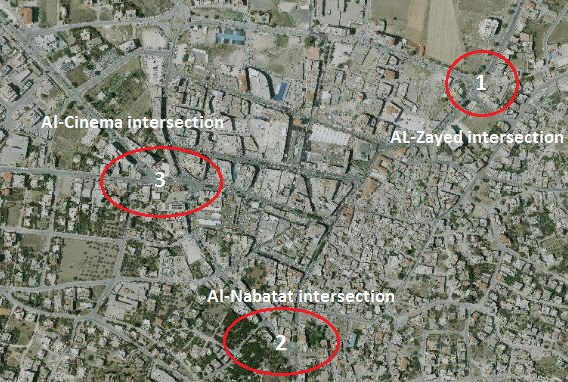 1
Al-Cinema intersection
AL-Zayed intersection
3
Al-Nabatat intersection
2